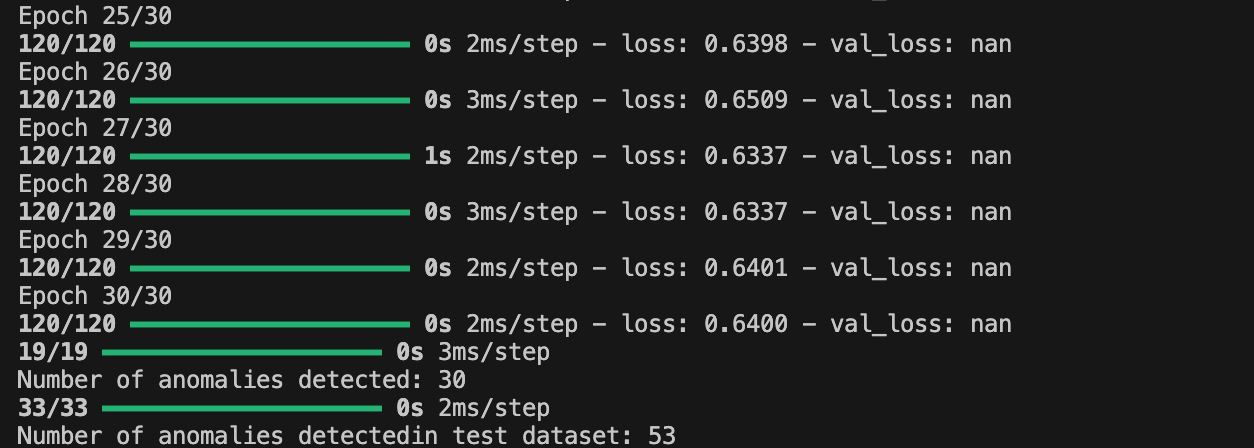 Epoch 25/30
120/120 ━━━━━━━━━━━━━━━━━━━━ 0s 2ms/step – loss: 0.6398 – val_loss: nan
Epoch 26/30
120/120 ━━━━━━━━━━━━━━━━━━━━ 0s 3ms/step – loss: 0.6509 – val_loss: nan
Epoch 27/30
120/120 ━━━━━━━━━━━━━━━━━━━━ 1s 2ms/step – loss: 0.6337 – val_loss: nan
Epoch 28/30
120/120 ━━━━━━━━━━━━━━━━━━━━ 0s 3ms/step – loss: 0.6337 – val_loss: nan
Epoch 29/30
120/120 ━━━━━━━━━━━━━━━━━━━━ 0s 2ms/step – loss: 0.6401 – val_loss: nan
Epoch 30/30
120/120 ━━━━━━━━━━━━━━━━━━━━ 0s 2ms/step – loss: 0.6400 – val_loss: nan
19/19 ━━━━━━━━━━━━━━━━━━━━ 0s 3ms/step
Number of anomalies detected: 30
33/33 ━━━━━━━━━━━━━━━━━━━━ 0s 2ms/step
Number of anomalies detectedin test dataset: 53